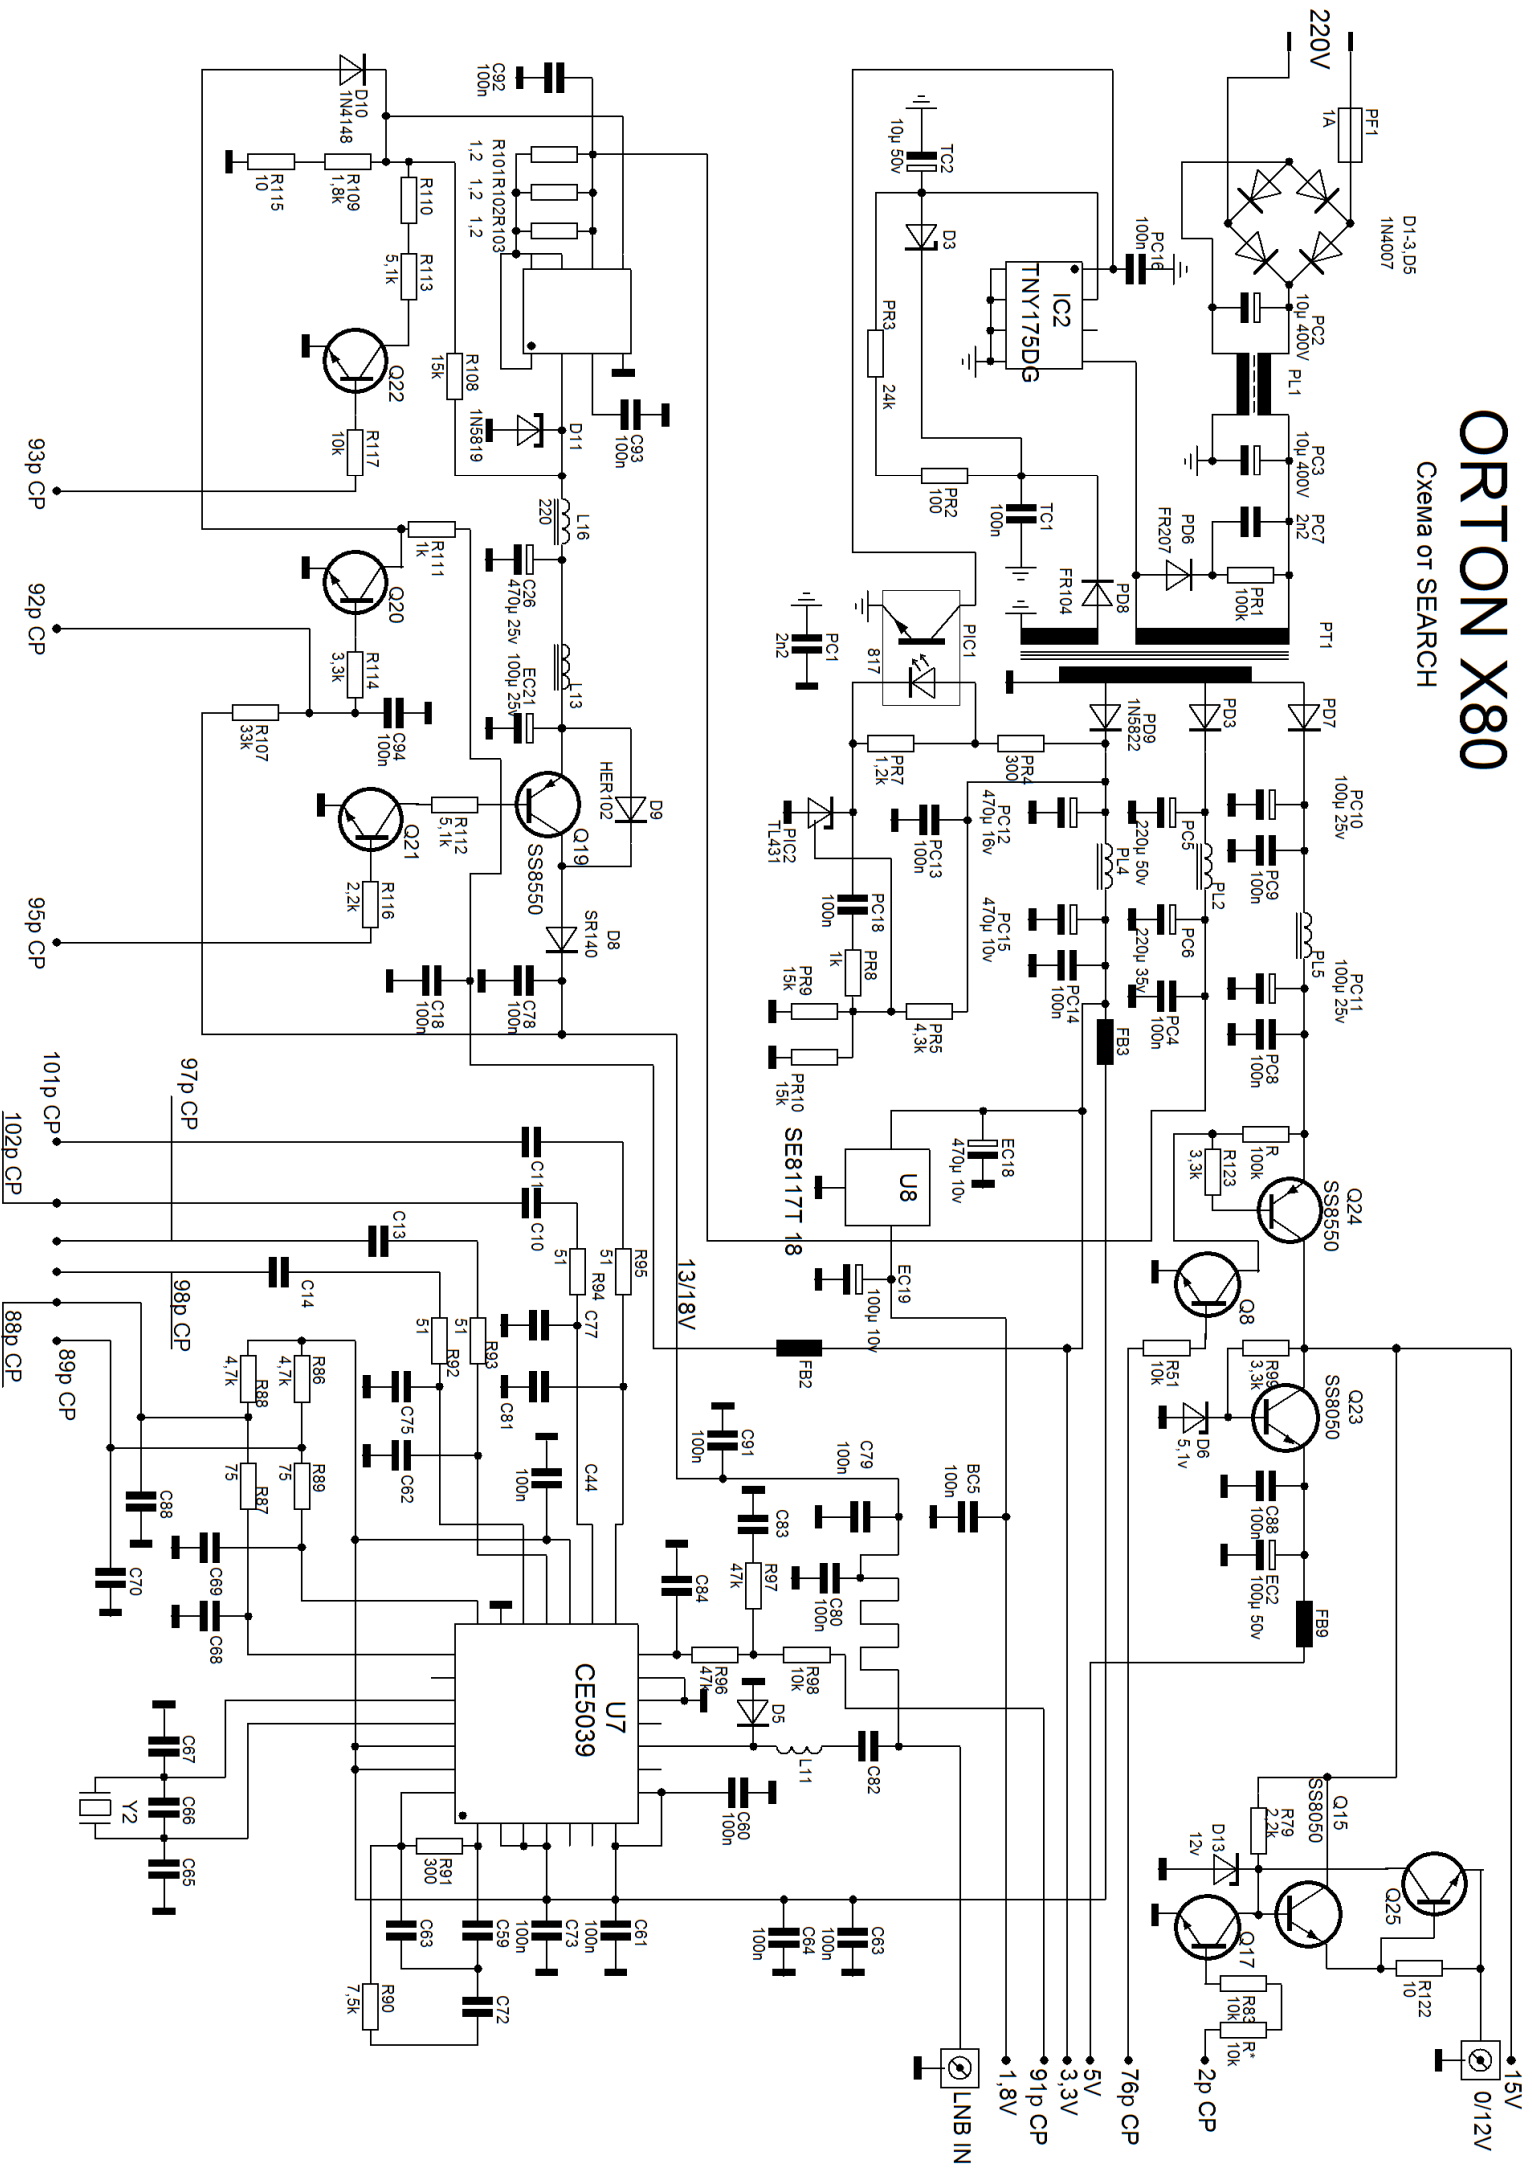 ORTON X80
Схема от SEARCH
220V
PF1
1A
D1-3,D5
1N4007
PC2
10µ 400V
PL1
PC3
10µ 400V
PC7
2n2
PR1
100k
PD6
FR207
PT1
PC16
100n
IC2
TNY175DG
TC2
10µ 50v
D3
PR3
24k
PR2
100
TC1
100n
PD8
FR104
PIC1
817
PC1
2n2
PD7
PD3
PD9
1N5822
PR4
300
PR7
1,2k
PC10
100µ 25v
PC9
100n
PL5
PC11
100µ 25v
PC8
100n
PC5
220µ 50v
PL2
PC6
220µ 35v
PC4
100n
PC12
470µ 16v
PL4
PC15
470µ 10v
PC14
100n
FB3
PC13
100n
PIC2
TL431
PC18
100n
PR8
1k
PR5
4,3k
PR9
15k
PR10
15k
EC18
470µ 10v
U8
SE8117T 18
EC19
100µ 10v
FB2
R
100k
R123
3,3k
Q24
SS8550
Q8
R51
10k
R99
3,3k
Q23
SS8050
D6
5,1v
C88
100n
EC2
100µ 50v
FB9
Q15
SS8050
R79
2,2k
D13
12v
Q25
Q17
R122
10
R83
10k
R*
10k
15V
0/12V
2p CP
76p CP
5V
3,3V
91p CP
1,8V
LNB IN
C92
100n
D10
1N4148
R101
1,2
R102
1,2
R103
1,2
R115
10
R109
1,8k
R110
R113
5,1k
Q22
R108
15k
R117
10k
D11
1N5819
C93
100n
L16
220
C26
470µ 25v
L13
EC21
100µ 25v
R111
1k
Q20
R114
3,3k
C94
100n
R107
33k
Q21
R112
5,1k
R116
2,2k
Q19
SS8550
D9
HER102
D8
SR140
C18
100n
C78
100n
93p CP
92p CP
95p CP
101p CP
102p CP
97p CP
98p CP
88p CP
89p CP
C11
C10
C13
C14
R95
51
R94
51
R93
51
R92
51
C77
C81
C75
C62
13/18V
R86
4,7k
R88
4,7k
R89
75
R87
75
C88
C70
C69
C68
C44
100n
C91
100n
C79
100n
C83
R97
47k
C80
100n
BC5
100n
C84
R96
47k
R98
10k
D5
L11
C82
U7
CE5039
C60
100n
C67
C66
C65
Y2
R91
300
C63
C59
C73
100n
C61
100n
C72
R90
7,5k
C64
100n
C63
100n